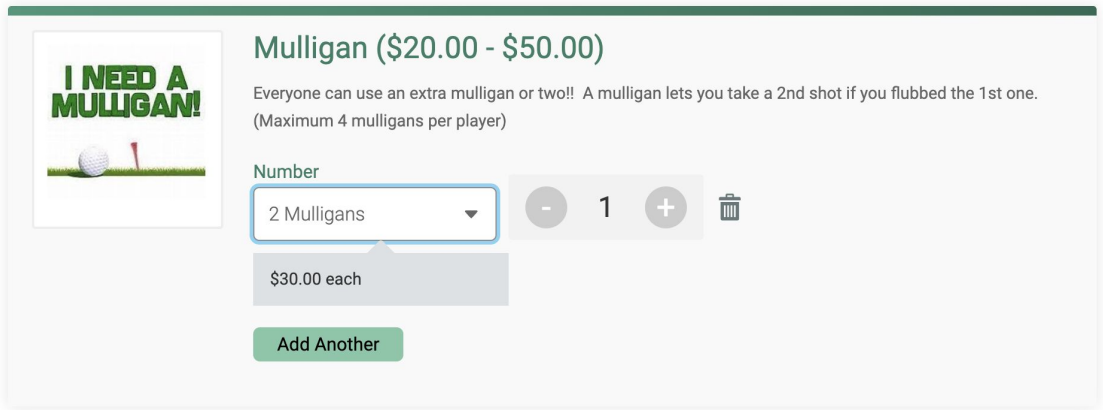 I NEED A
MULLIGAN!
Mulligan ($20.00 - $50.00)
Everyone can use an extra mulligan or two!!  A mulligan lets you take a 2nd shot if you flubbed the 1st one.
(Maximum 4 mulligans per player)
Number
2 Mulligans
- 1 +
$30.00 each
Add Another